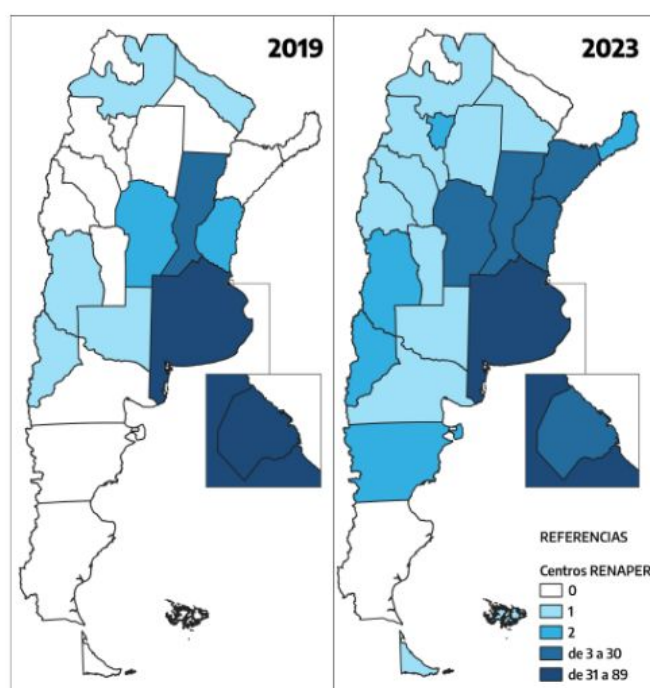 2019
2023
REFERENCIAS
Centros RENAPER
0
1
2
de 3 a 30
de 31 a 89